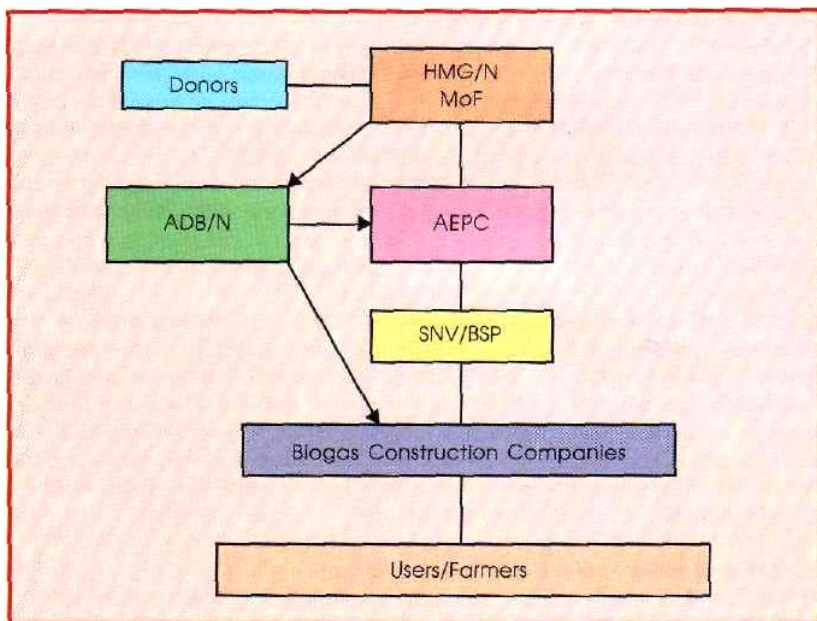 Donors
HMG/N
MoF
ADB/N
AEPC
SNV/BSP
Biogas Construction Companies
Users/Farmers